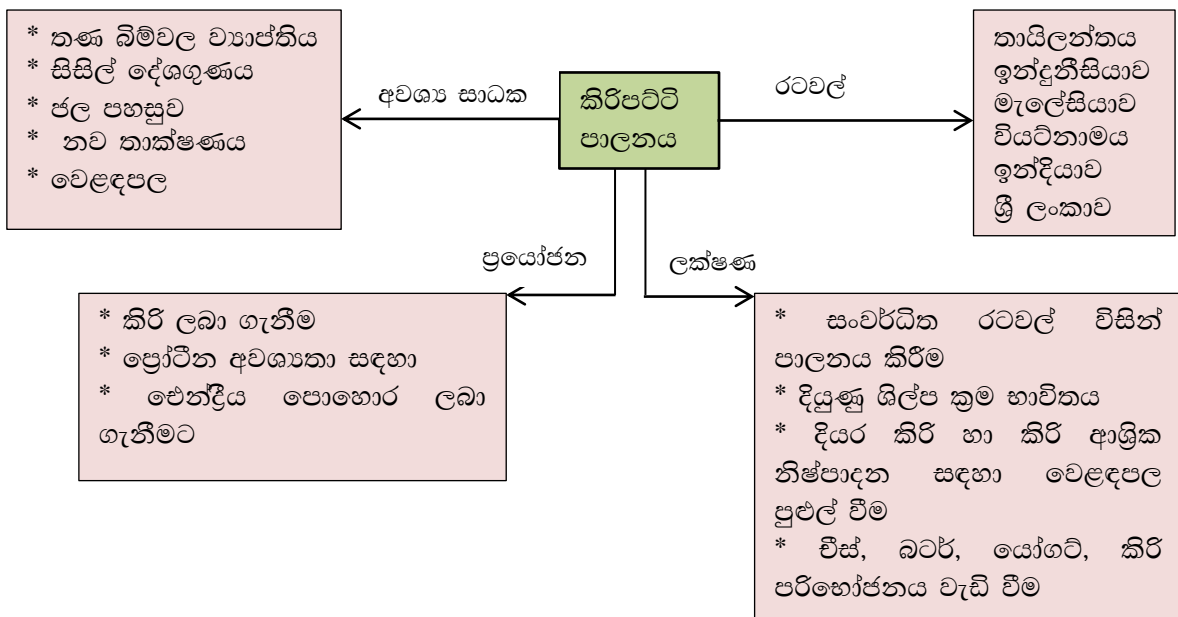 * තණ බිම්වල ව්‍යාප්තිය
* සිසිල් දේශගුණය
* ජල පහසුව
* නව තාක්ෂණය
* වෙළඳපල
අවශ්‍ය සාධක
කිරිපට්ටි
පාලනය
රටවල්
තායිලන්තය
ඉන්දුනීසියාව
මැලේසියාව
වියට්නාමය
ඉන්දියාව
ශ්‍රී ලංකාව
ප්‍රයෝජන
ලක්ෂණ
* කිරි ලබා ගැනීම
* ප්‍රෝටීන අවශ්‍යතා සඳහා
* ඓන්ද්‍රීය පොහොර ලබා
ගැනීමට
* සංවර්ධිත රටවල් විසින්
පාලනය කිරීම
* දියුණු ශිල්ප ක්‍රම භාවිතය
* දියර කිරි හා කිරි ආශ්‍රික
නිෂ්පාදන සඳහා වෙළඳපල
පුළුල් වීම
* චීස්, බටර්, යෝගට්, කිරි
පරිභෝජනය වැඩි වීම